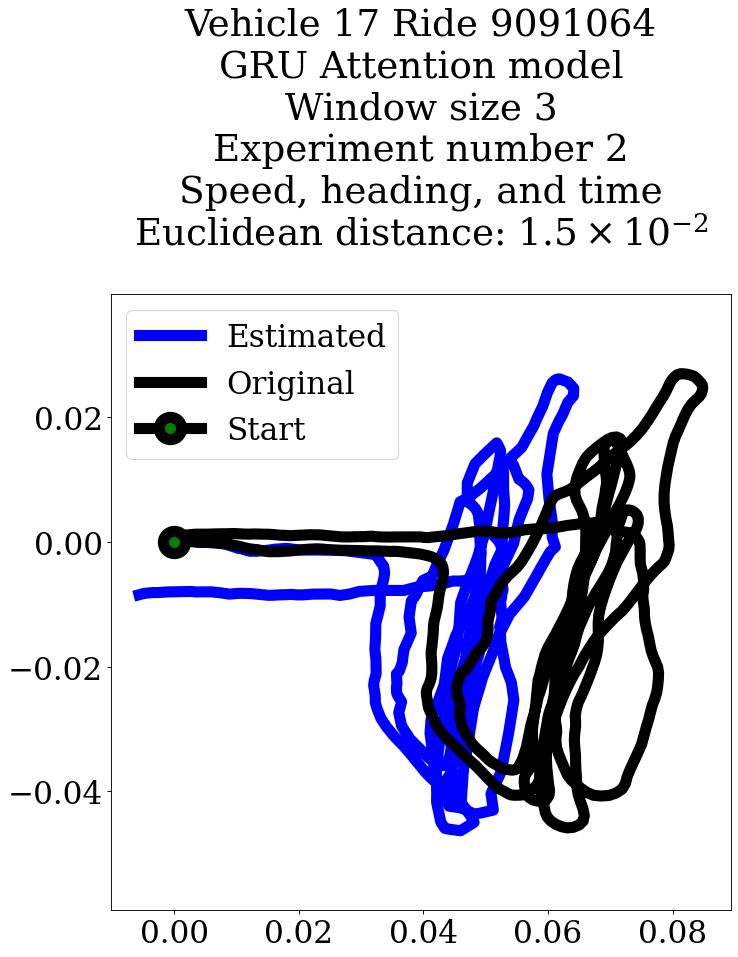 Vehicle 17 Ride 9091064
GRU Attention model
Window size 3
Experiment number 2
Speed, heading, and time
Euclidean distance: 1.5 × 10⁻²
Estimated
Original
Start
0.02
0.00
−0.02
−0.04
0.00 0.02 0.04 0.06 0.08